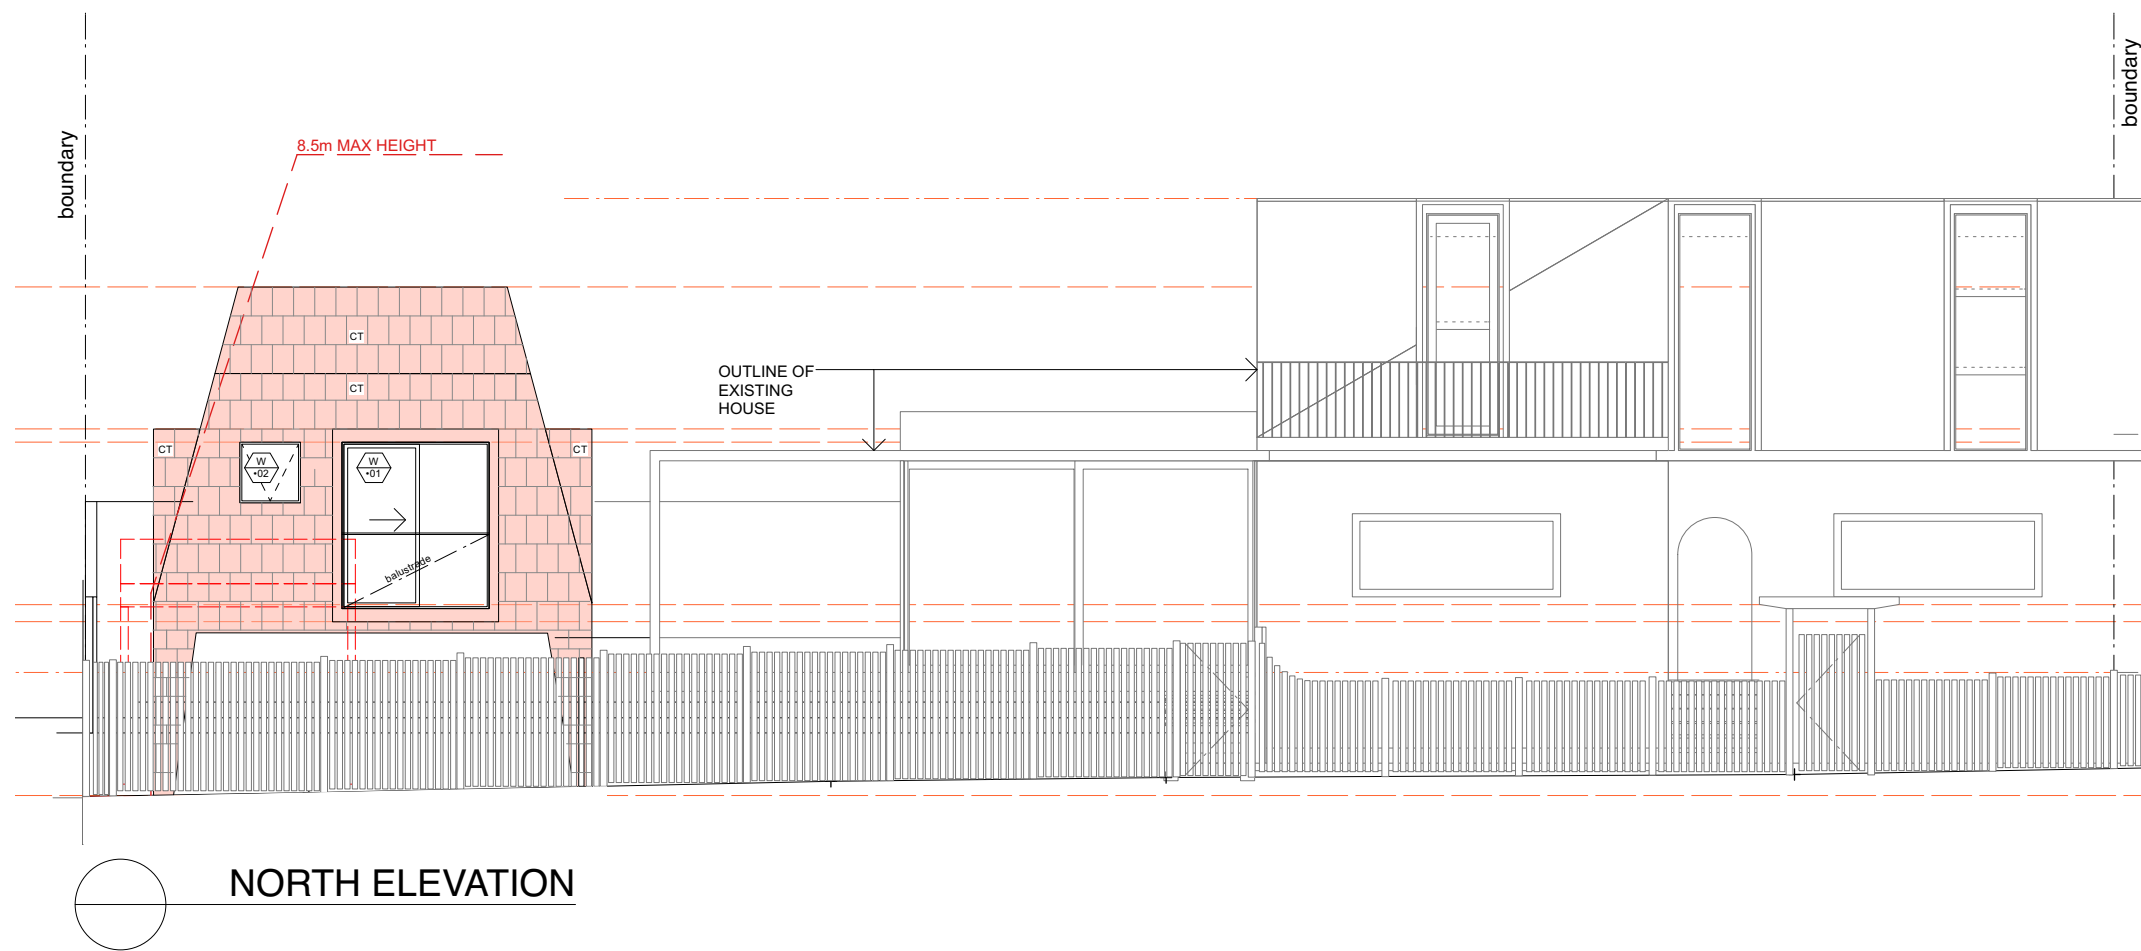 boundary
boundary
8.5m MAX HEIGHT
CT
CT
CT
CT
OUTLINE OF
EXISTING
HOUSE
W
•02
W
•01
balustrade
NORTH ELEVATION